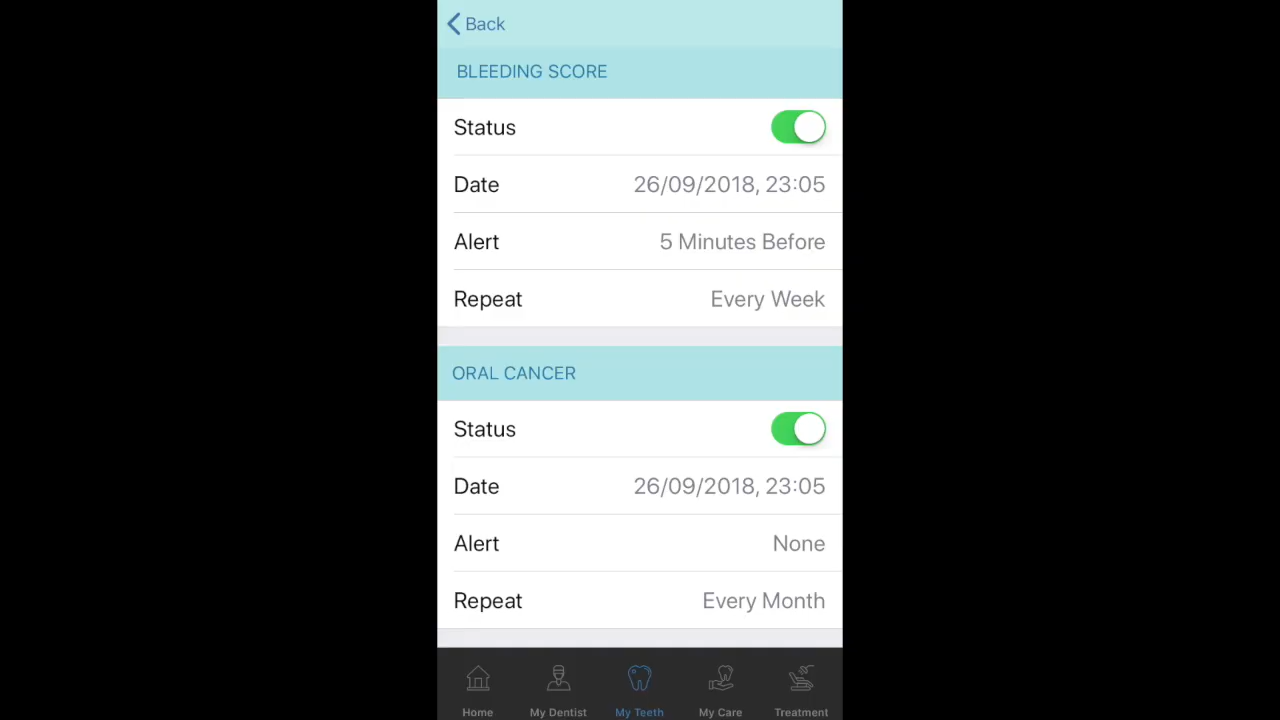 Back
BLEEDING SCORE
Status
Date 26/09/2018, 23:05
Alert 5 Minutes Before
Repeat Every Week
ORAL CANCER
Status
Date 26/09/2018, 23:05
Alert None
Repeat Every Month
Home My Dentist My Teeth My Care Treatment